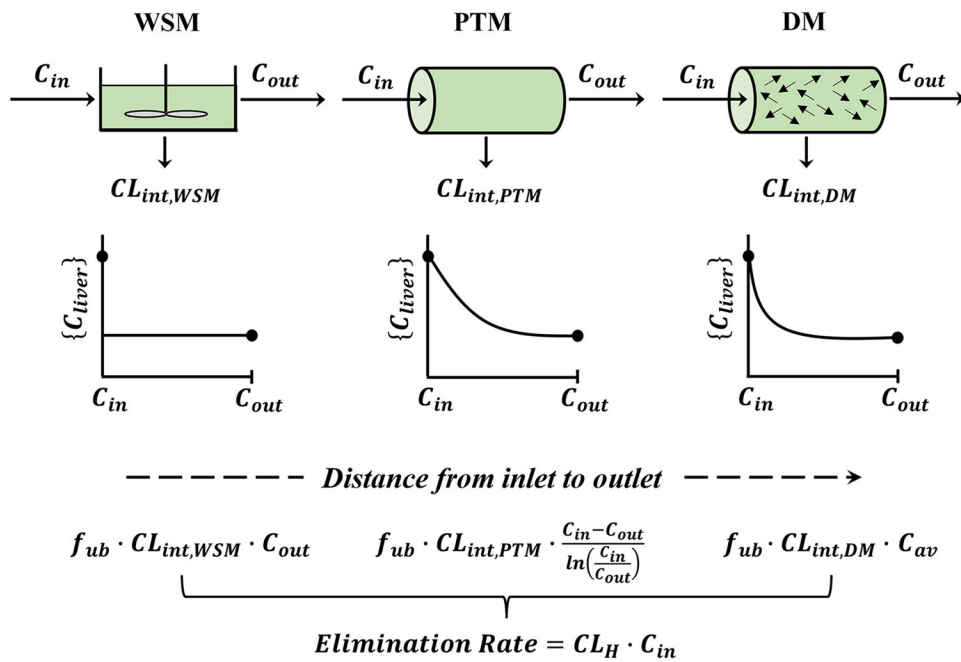 WSM PTM DM
C_in C_out C_in C_out C_in C_out
CL_int,WSM CL_int,PTM CL_int,DM
{C_liver} {C_liver} {C_liver}
C_in C_out C_in C_out C_in C_out
Distance from inlet to outlet
f_ub · CL_int,WSM · C_out f_ub · CL_int,PTM · (C_in−C_out)/ln(C_in/C_out) f_ub · CL_int,DM · C_av
Elimination Rate = CL_H · C_in